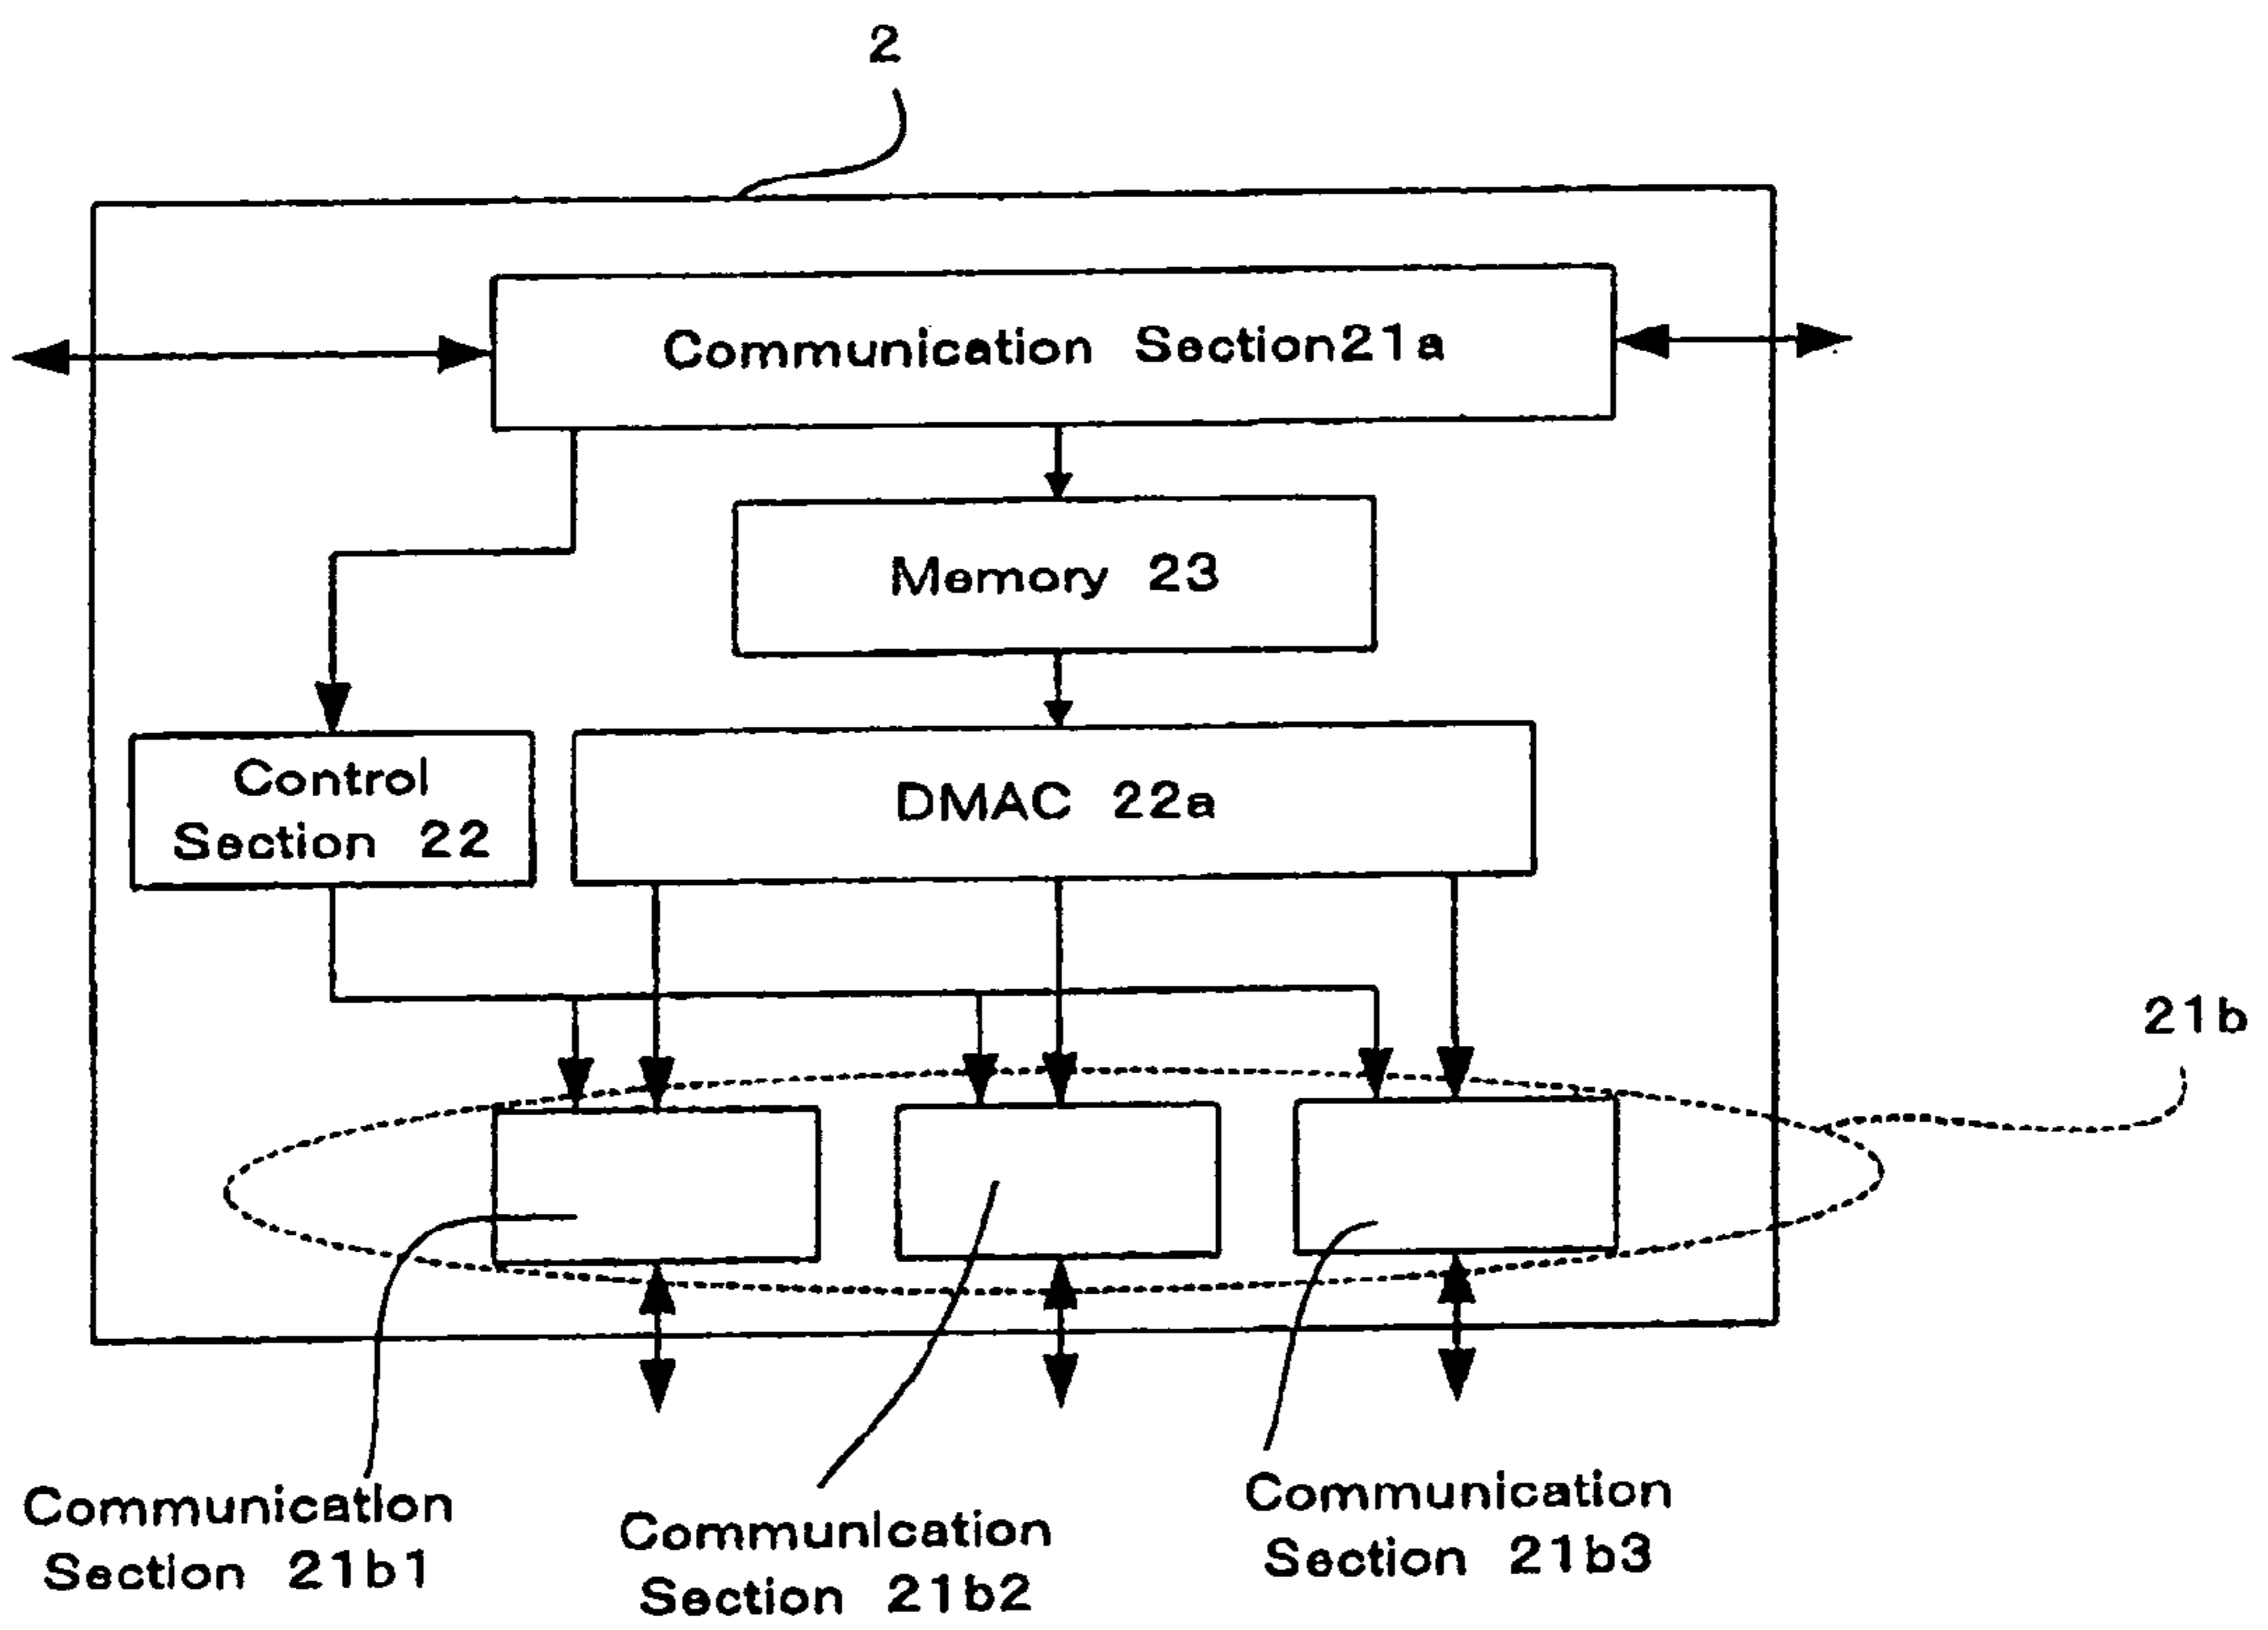 2
Communication Section21a
Memory 23
Control
Section 22
DMAC 22a
21b
Communication
Section 21b1
Communication
Section 21b2
Communication
Section 21b3